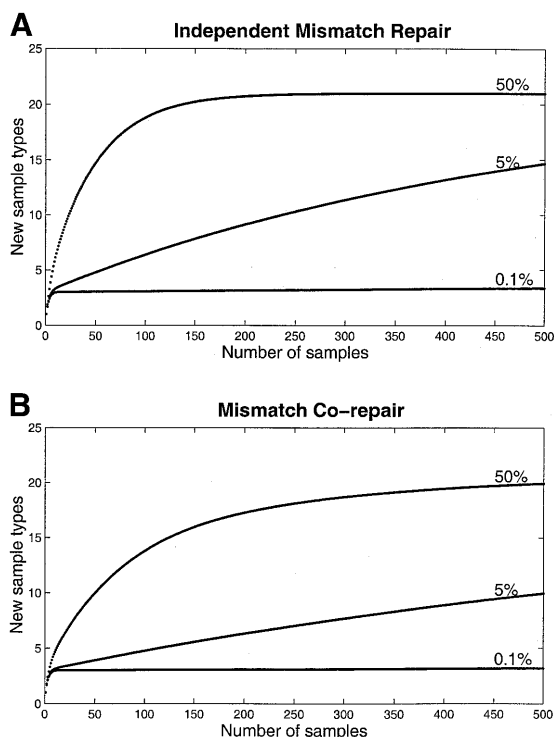 A
Independent Mismatch Repair
25
20
15
10
5
0
New sample types
50%
5%
0.1%
0 50 100 150 200 250 300 350 400 450 500
Number of samples
B
Mismatch Co-repair
25
20
15
10
5
0
New sample types
50%
5%
0.1%
0 50 100 150 200 250 300 350 400 450 500
Number of samples